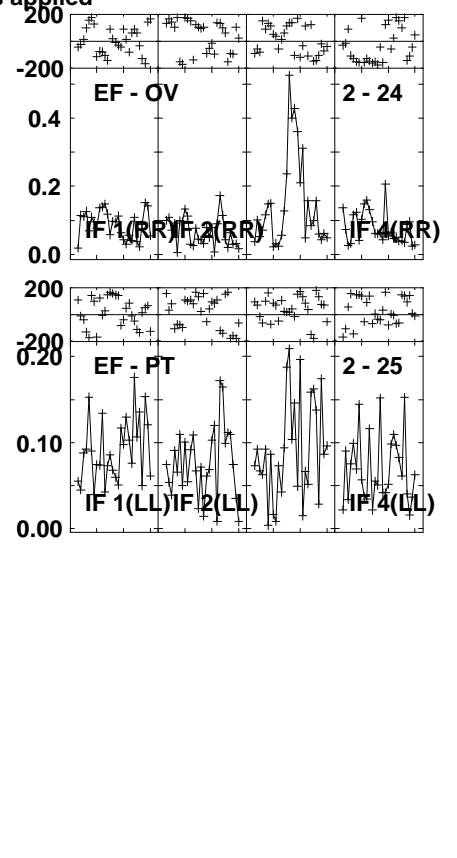 applied
200
-200
EF - OV 2 - 24
0.4
0.2
IF 1(RR) IF 2(RR) IF 4(RR)
0.0
200
-200
0.20
EF - PT 2 - 25
0.10
IF 1(LL) IF 2(LL) IF 4(LL)
0.00